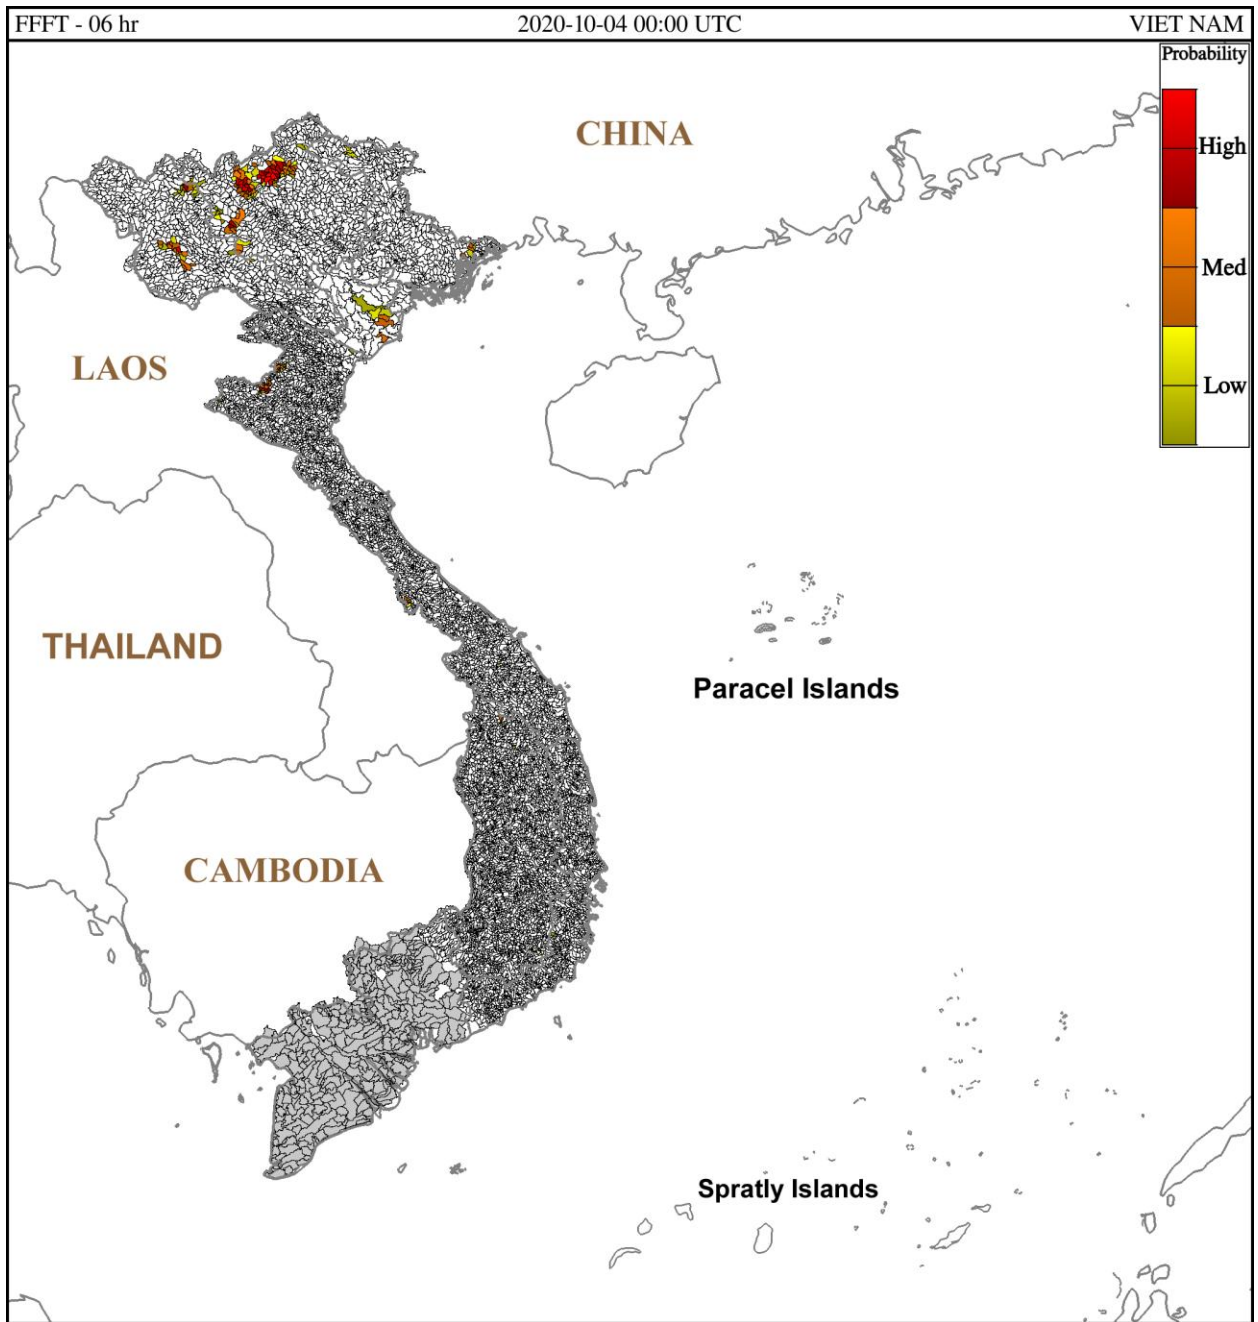 FFFT - 06 hr
2020-10-04 00:00 UTC
VIET NAM
Probability
High
Med
Low
CHINA
LAOS
THAILAND
Paracel Islands
CAMBODIA
Spratly Islands